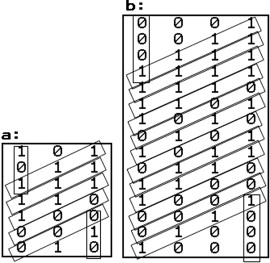 a:
1 0 1
0 1 1
1 1 1
1 1 0
1 0 0
0 0 1
0 1 0
b:
0 0 0 1
0 0 1 1
0 1 1 1
1 1 1 1
1 1 1 0
1 1 0 1
1 0 1 0
0 1 0 1
1 0 1 1
0 1 1 0
1 1 0 0
1 0 0 1
0 0 1 0
0 1 0 0
1 0 0 0